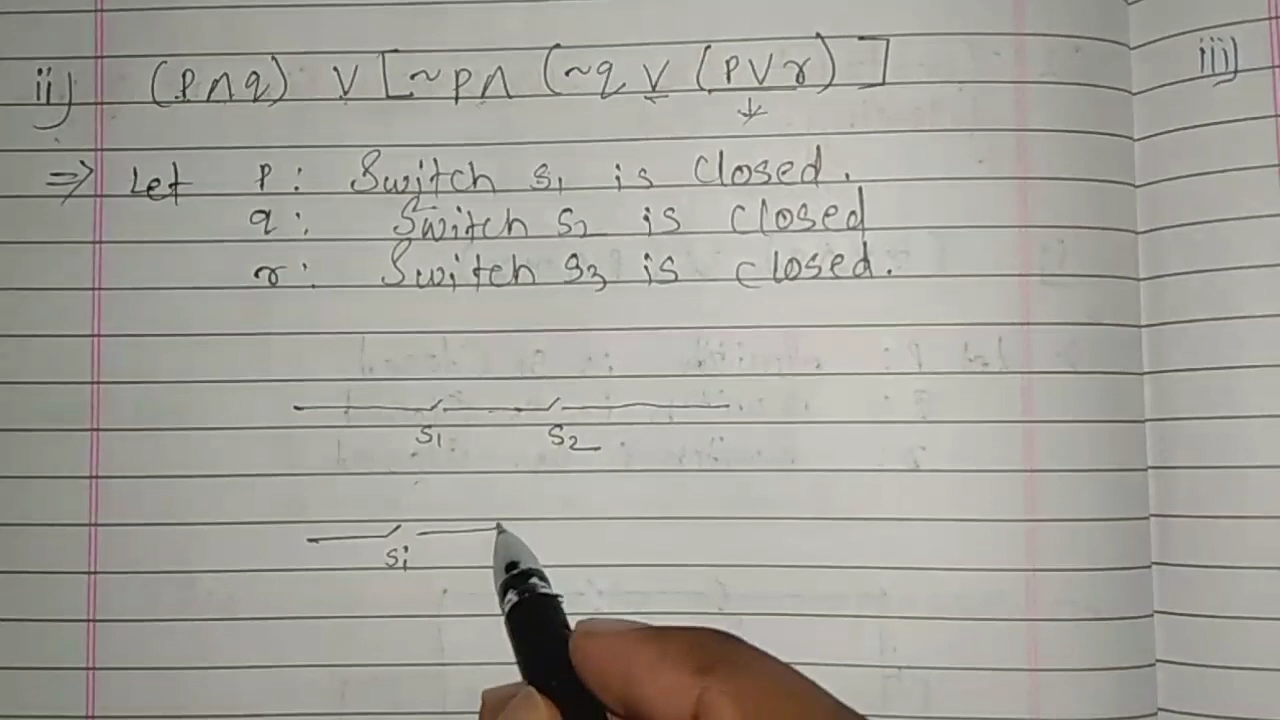 ii) (p∧q) ∨ [~p∧ (~q ∨ (p∨r) ]
iii)
⇒ Let p: Switch S1 is closed.
q: Switch S2 is closed
r: Switch S3 is closed.
S1 S2
S1